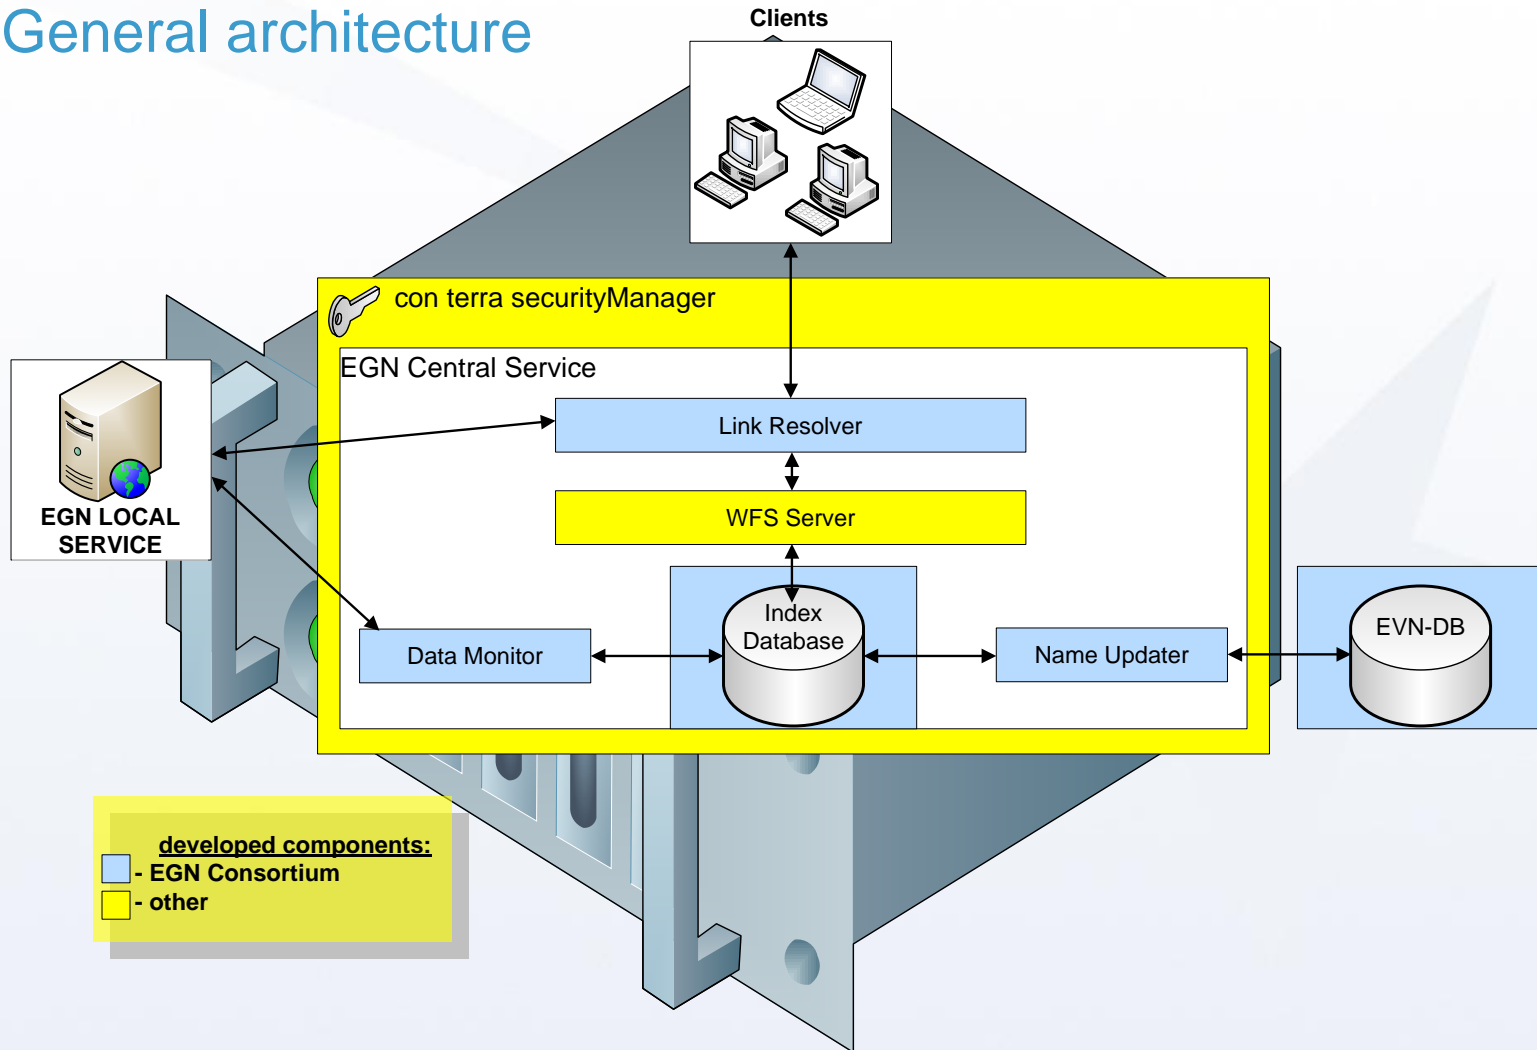 General architecture
Clients
con terra securityManager
EGN Central Service
Link Resolver
WFS Server
EGN LOCAL
SERVICE
Index
Database
Data Monitor
Name Updater
EVN-DB
developed components:
- EGN Consortium
- other